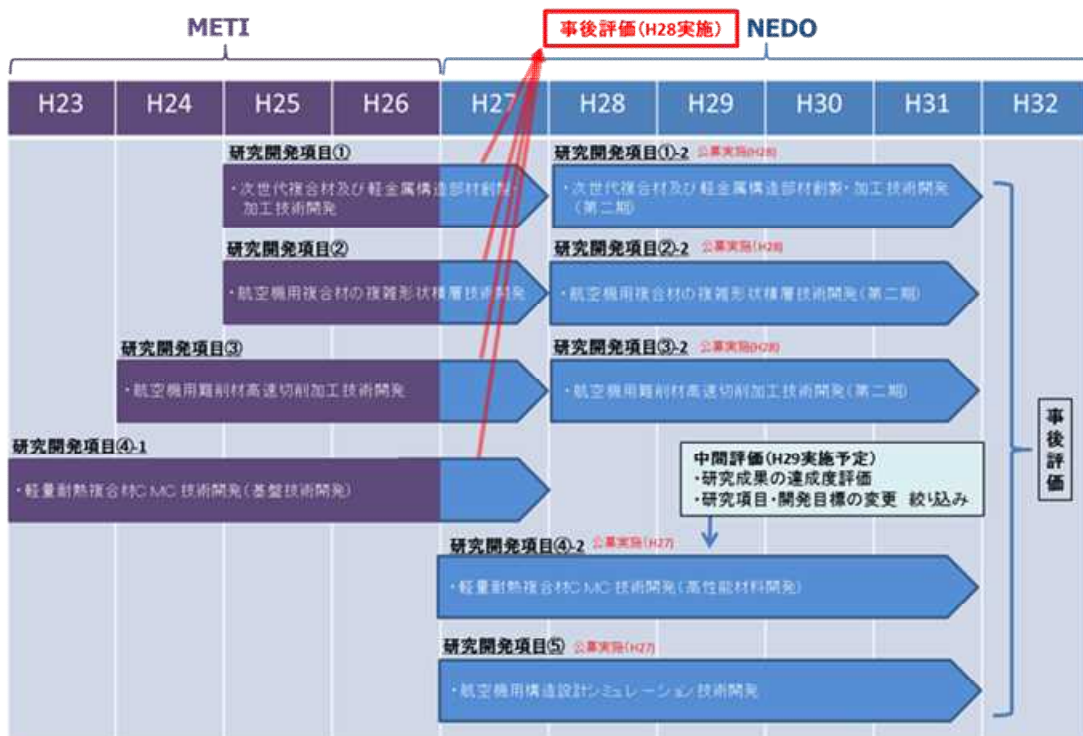 METI
事後評価(H28実施)
NEDO
H23
H24
H25
H26
H27
H28
H29
H30
H31
H32
研究開発項目①
・次世代複合材及び軽金属構造部材創製・
加工技術開発
研究開発項目①-2 公募実施(H28)
・次世代複合材及び軽金属構造部材創製・加工技術開発
(第二期)
研究開発項目②
・航空機用複合材の複雑形状積層技術開発
研究開発項目②-2 公募実施(H28)
・航空機用複合材の複雑形状積層技術開発(第二期)
研究開発項目③
・航空機用難削材高速切削加工技術開発
研究開発項目③-2 公募実施(H28)
・航空機用難削材高速切削加工技術開発(第二期)
研究開発項目④-1
・軽量耐熱複合材CMC技術開発(基盤技術開発)
中間評価(H29実施予定)
・研究成果の達成度評価
・研究項目・開発目標の変更 絞り込み
研究開発項目④-2 公募実施(H27)
・軽量耐熱複合材CMC技術開発(高性能材料開発)
研究開発項目⑤ 公募実施(H27)
・航空機用構造設計シミュレーション技術開発
事後評価